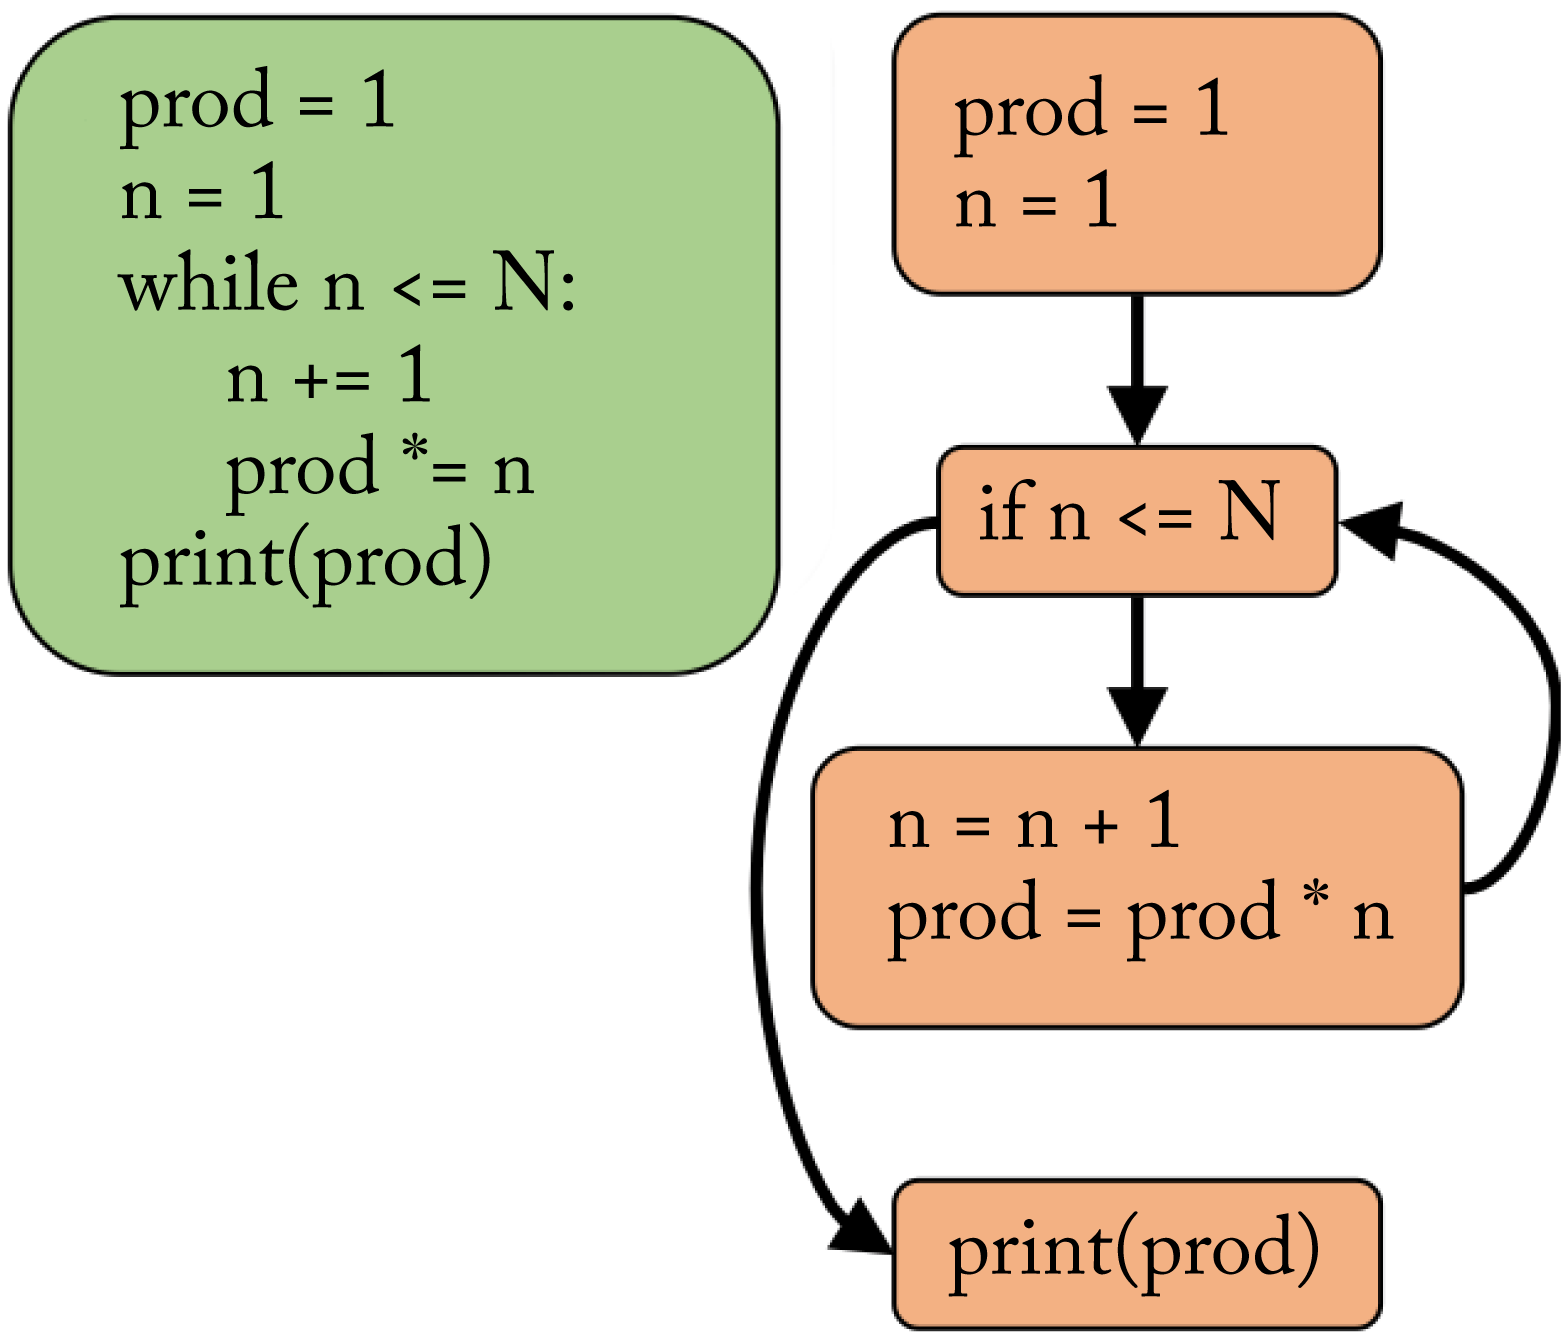 prod = 1
n = 1
while n <= N:
n += 1
prod *= n
print(prod)
prod = 1
n = 1
if n <= N
n = n + 1
prod = prod * n
print(prod)